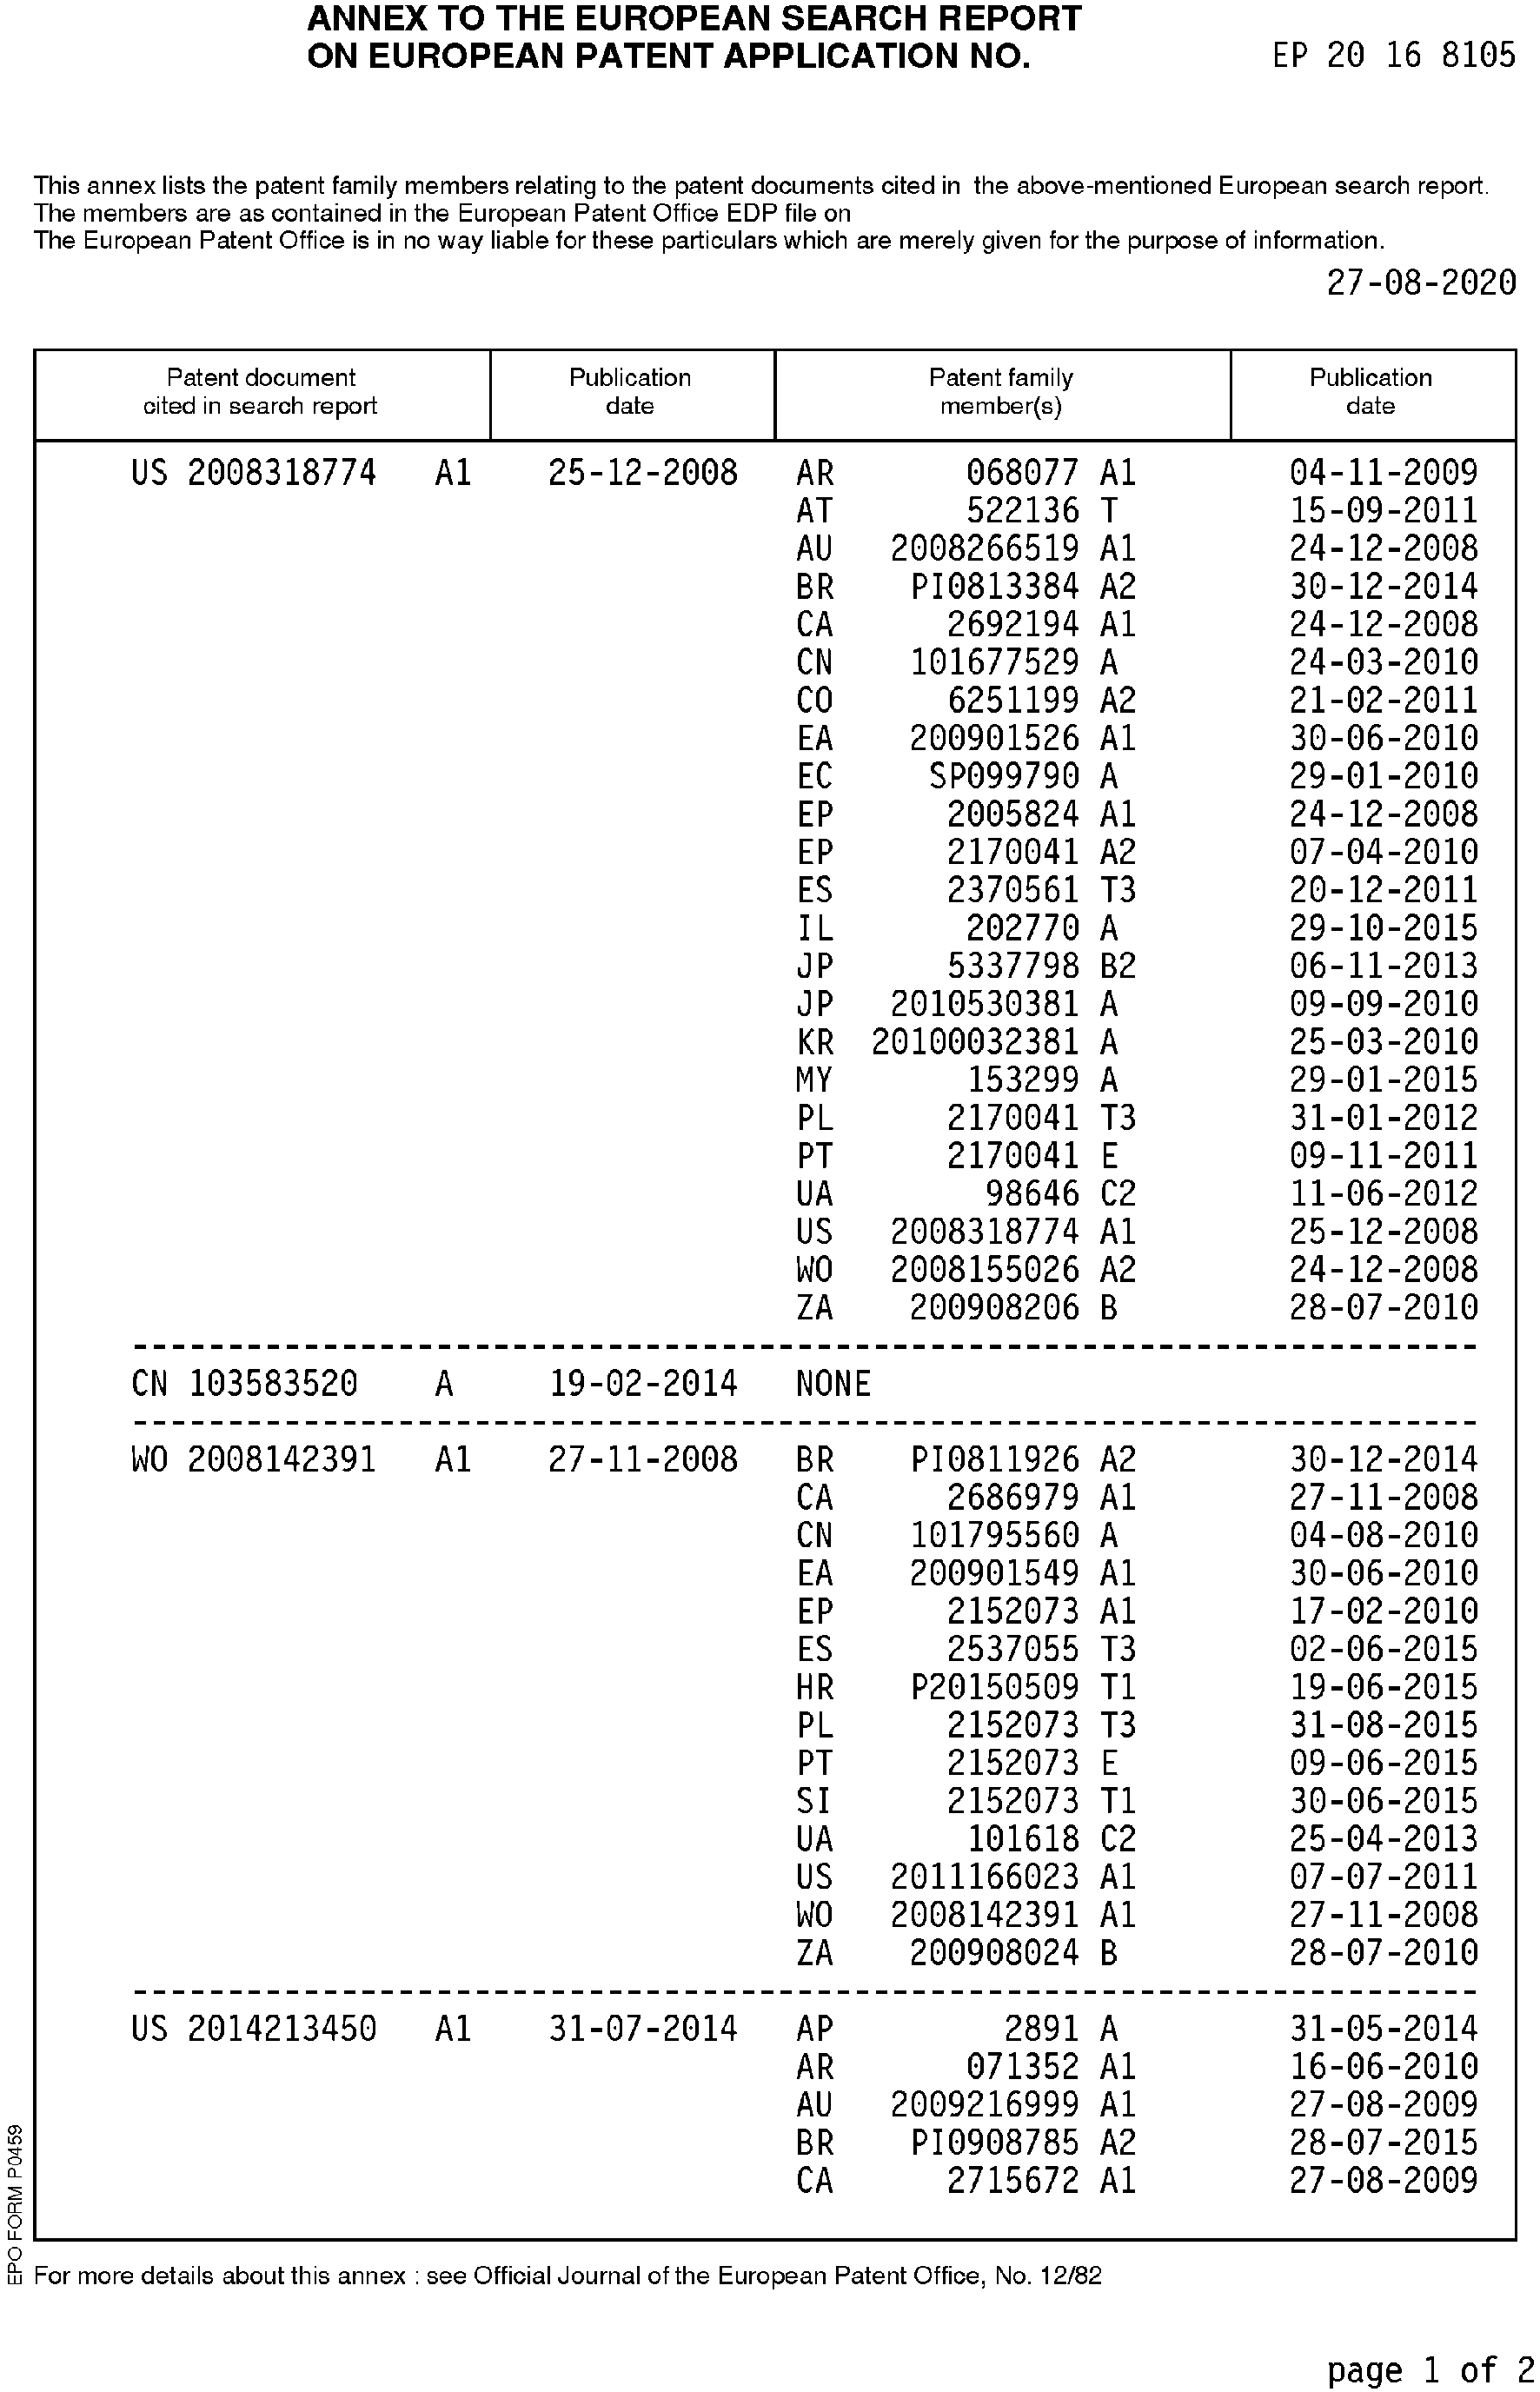 ANNEX TO THE EUROPEAN SEARCH REPORT
ON EUROPEAN PATENT APPLICATION NO. EP 20 16 8105
This annex lists the patent family members relating to the patent documents cited in the above-mentioned European search report.
The members are as contained in the European Patent Office EDP file on
The European Patent Office is in no way liable for these particulars which are merely given for the purpose of information.
27-08-2020
Patent document Publication Patent family Publication
cited in search report date member(s) date
US 2008318774 A1 25-12-2008 AR 068077 A1 04-11-2009
AT 522136 T 15-09-2011
AU 2008266519 A1 24-12-2008
BR PI0813384 A2 30-12-2014
CA 2692194 A1 24-12-2008
CN 101677529 A 24-03-2010
CO 6251199 A2 21-02-2011
EA 200901526 A1 30-06-2010
EC SP099790 A 29-01-2010
EP 2005824 A1 24-12-2008
EP 2170041 A2 07-04-2010
ES 2370561 T3 20-12-2011
IL 202770 A 29-10-2015
JP 5337798 B2 06-11-2013
JP 2010530381 A 09-09-2010
KR 20100032381 A 25-03-2010
MY 153299 A 29-01-2015
PL 2170041 T3 31-01-2012
PT 2170041 E 09-11-2011
UA 98646 C2 11-06-2012
US 2008318774 A1 25-12-2008
WO 2008155026 A2 24-12-2008
ZA 200908206 B 28-07-2010
CN 103583520 A 19-02-2014 NONE
WO 2008142391 A1 27-11-2008 BR PI0811926 A2 30-12-2014
CA 2686979 A1 27-11-2008
CN 101795560 A 04-08-2010
EA 200901549 A1 30-06-2010
EP 2152073 A1 17-02-2010
ES 2537055 T3 02-06-2015
HR P20150509 T1 19-06-2015
PL 2152073 T3 31-08-2015
PT 2152073 E 09-06-2015
SI 2152073 T1 30-06-2015
UA 101618 C2 25-04-2013
US 2011166023 A1 07-07-2011
WO 2008142391 A1 27-11-2008
ZA 200908024 B 28-07-2010
US 2014213450 A1 31-07-2014 AP 2891 A 31-05-2014
AR 071352 A1 16-06-2010
AU 2009216999 A1 27-08-2009
BR PI0908785 A2 28-07-2015
CA 2715672 A1 27-08-2009
EPO FORM P0459
For more details about this annex : see Official Journal of the European Patent Office, No. 12/82
page 1 of 2